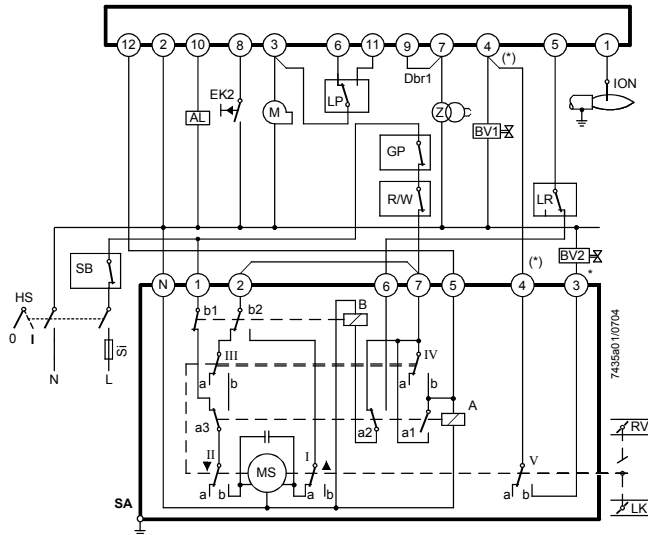 12 2 10 8 3 6 11 9 7 4 (*) 5 1
Dbr1
ION
EK2
LP
AL
M
Z
BV1
GP
R/W
LR
SB
BV2
(*)
*
HS
0 I
Si
N L
N 1 2 6 7 5 4 3
b1 b2 B
III IV
a b a b
A
a3 a2 a1
II I V
MS
a b a b a b
SA
RV
LK
7435a01/0704